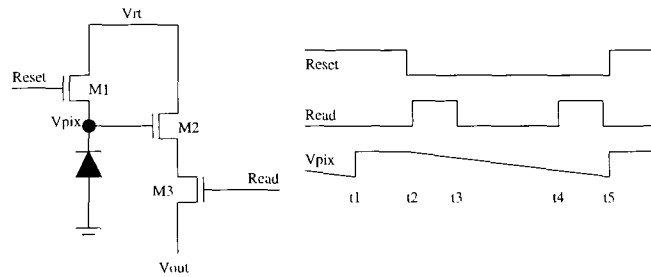 Vrt
Reset
M1
Vpix
M2
M3
Read
Vout
Reset
Read
Vpix
t1 t2 t3 t4 t5